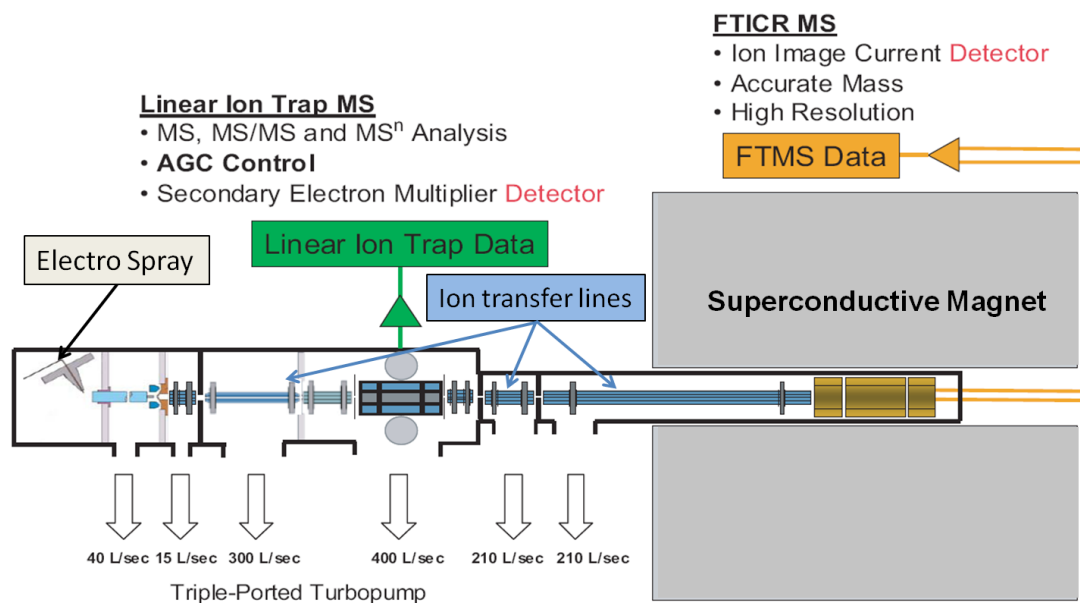 FTICR MS
• Ion Image Current Detector
• Accurate Mass
• High Resolution
FTMS Data
Linear Ion Trap MS
• MS, MS/MS and MSⁿ Analysis
• AGC Control
• Secondary Electron Multiplier Detector
Linear Ion Trap Data
Electro Spray
Ion transfer lines
Superconductive Magnet
40 L/sec 15 L/sec 300 L/sec 400 L/sec 210 L/sec 210 L/sec
Triple-Ported Turbopump